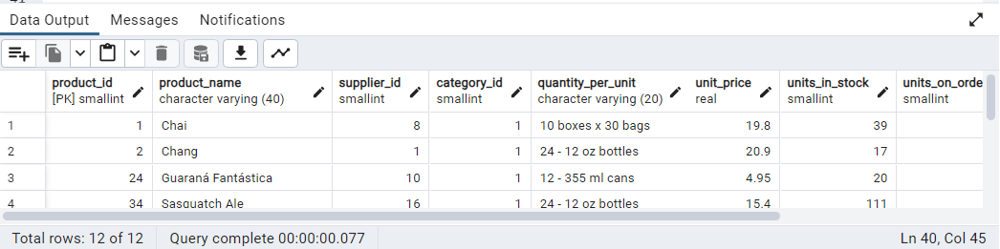 Data Output Messages Notifications
product_id product_name supplier_id category_id quantity_per_unit unit_price units_in_stock units_on_orde
[PK] smallint character varying (40) smallint smallint character varying (20) real smallint smallint
1 1 Chai 8 1 10 boxes x 30 bags 19.8 39
2 2 Chang 1 1 24 - 12 oz bottles 20.9 17
3 24 Guaraná Fantástica 10 1 12 - 355 ml cans 4.95 20
4 34 Sasquatch Ale 16 1 24 - 12 oz bottles 15.4 111
Total rows: 12 of 12 Query complete 00:00:00.077 Ln 40, Col 45